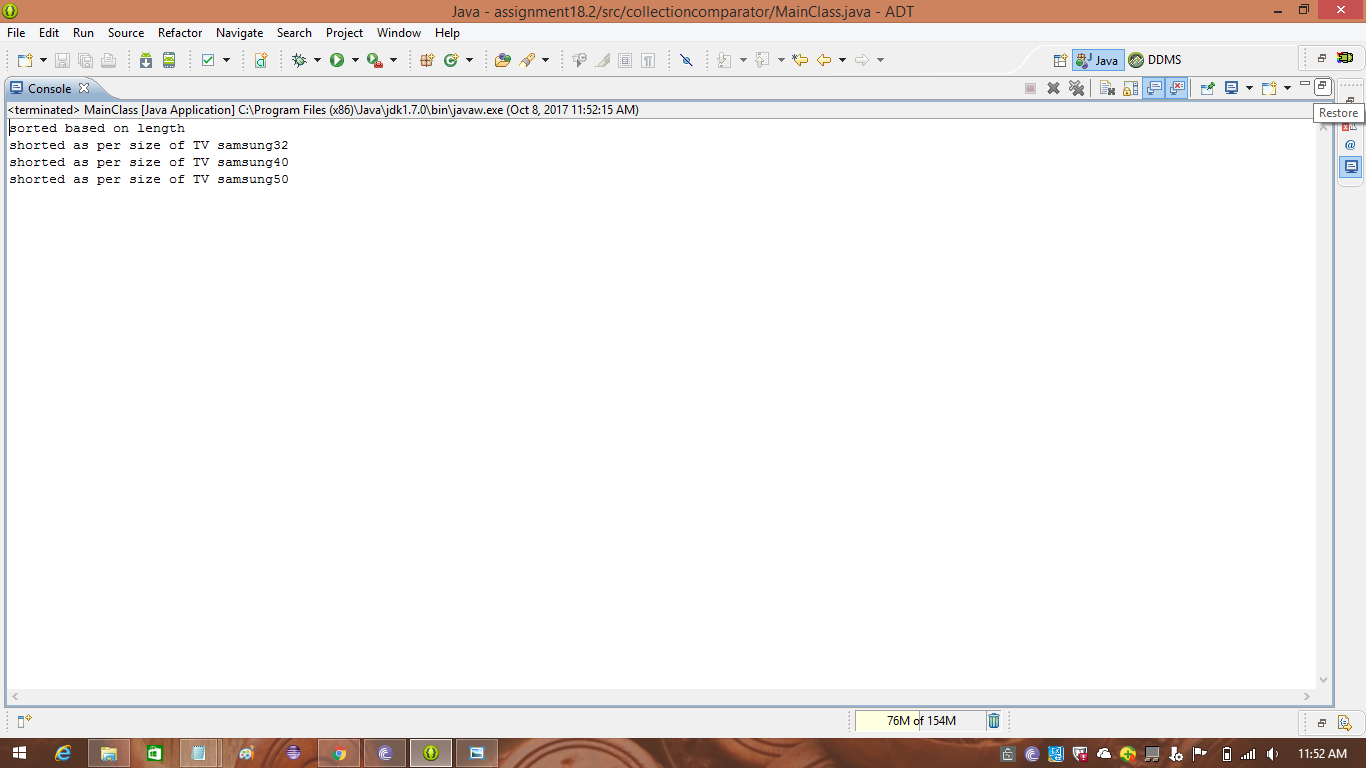 Java - assignment18.2/src/collectioncomparator/MainClass.java - ADT
File Edit Run Source Refactor Navigate Search Project Window Help
Java DDMS
Console
<terminated> MainClass [Java Application] C:\Program Files (x86)\Java\jdk1.7.0\bin\javaw.exe (Oct 8, 2017 11:52:15 AM)
Restore
sorted based on length
shorted as per size of TV samsung32
shorted as per size of TV samsung40
shorted as per size of TV samsung50
76M of 154M
11:52 AM